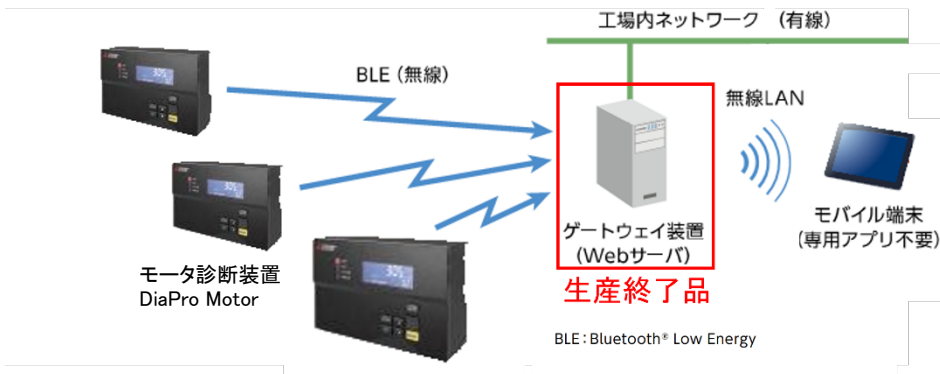 工場内ネットワーク （有線）
BLE（無線）
無線LAN
ゲートウェイ装置
（Webサーバ）
モバイル端末
（専用アプリ不要）
モータ診断装置
DiaPro Motor
生産終了品
BLE：Bluetooth® Low Energy